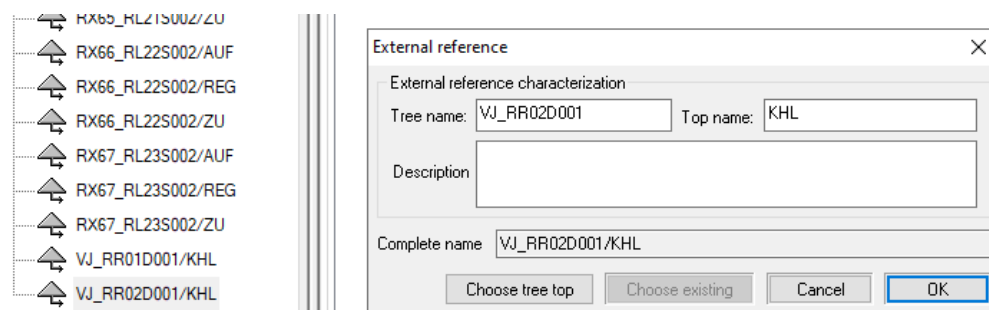 RX65_RL21S002/ZU
RX66_RL22S002/AUF
RX66_RL22S002/REG
RX66_RL22S002/ZU
RX67_RL23S002/AUF
RX67_RL23S002/REG
RX67_RL23S002/ZU
VJ_RR01D001/KHL
VJ_RR02D001/KHL
External reference
External reference characterization
Tree name: VJ_RR02D001 Top name: KHL
Description
Complete name VJ_RR02D001/KHL
Choose tree top Choose existing Cancel OK